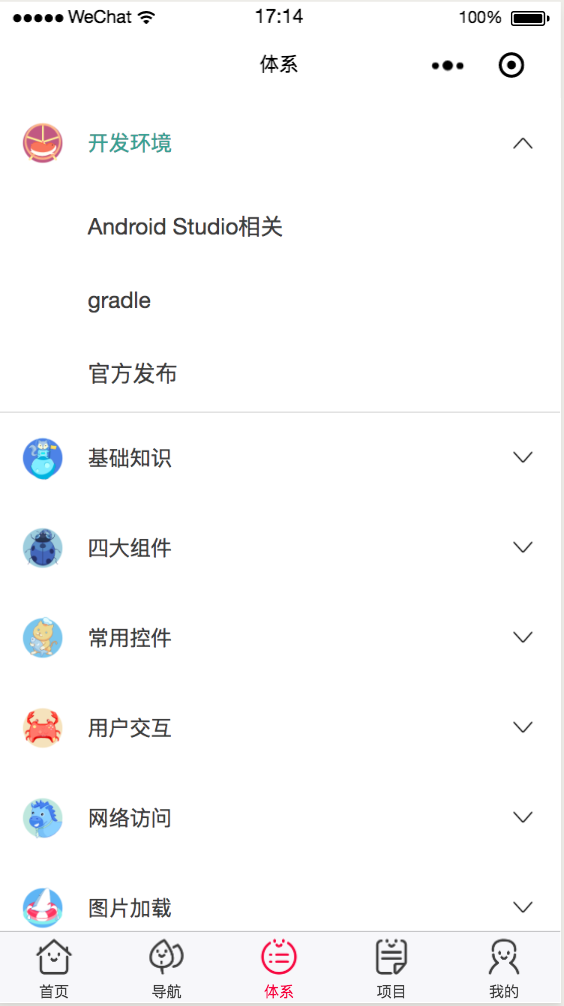 WeChat 17:14 100%
体系
开发环境
Android Studio相关
gradle
官方发布
基础知识
四大组件
常用控件
用户交互
网络访问
图片加载
首页 导航 体系 项目 我的